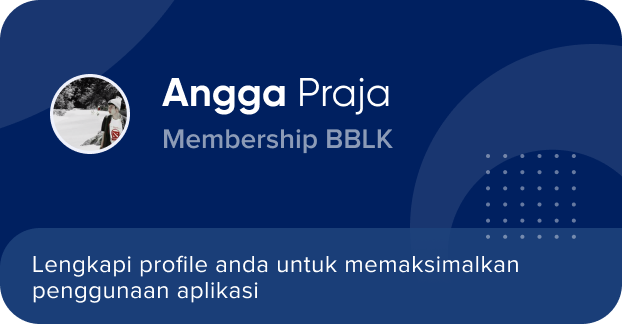 Angga Praja
Membership BBLK
Lengkapi profile anda untuk memaksimalkan
penggunaan aplikasi